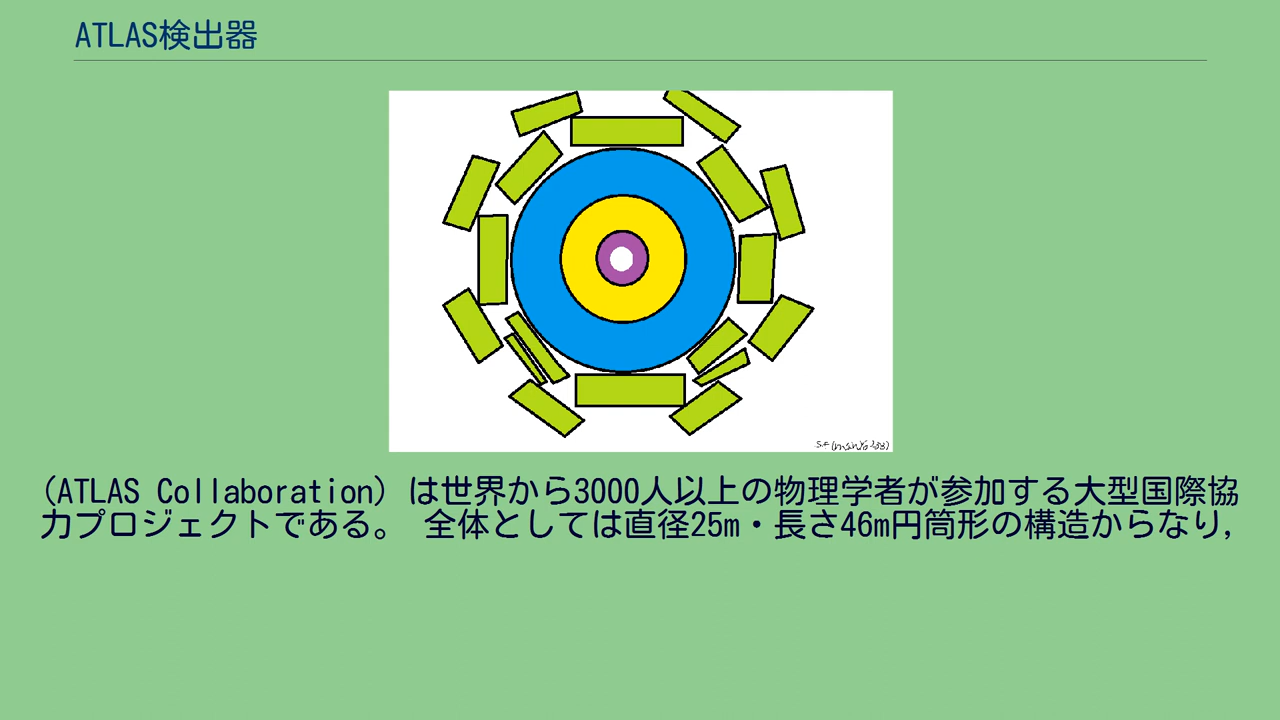 ATLAS検出器
(ATLAS Collaboration) は世界から3000人以上の物理学者が参加する大型国際協
力プロジェクトである。 全体としては直径25m・長さ46m円筒形の構造からなり,